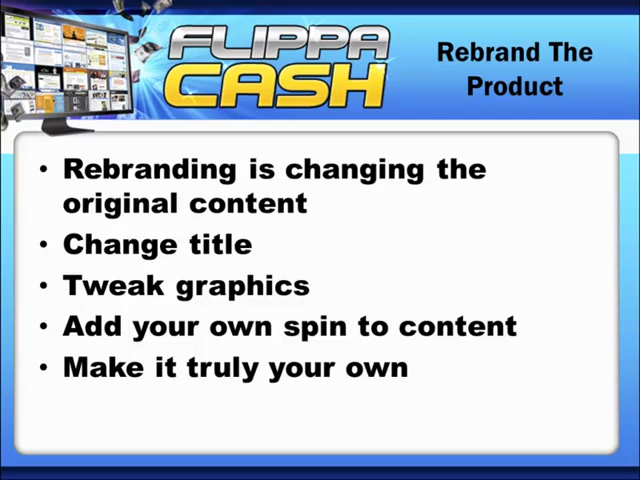 FLIPPA
CASH
Rebrand The
Product
• Rebranding is changing the
original content
• Change title
• Tweak graphics
• Add your own spin to content
• Make it truly your own